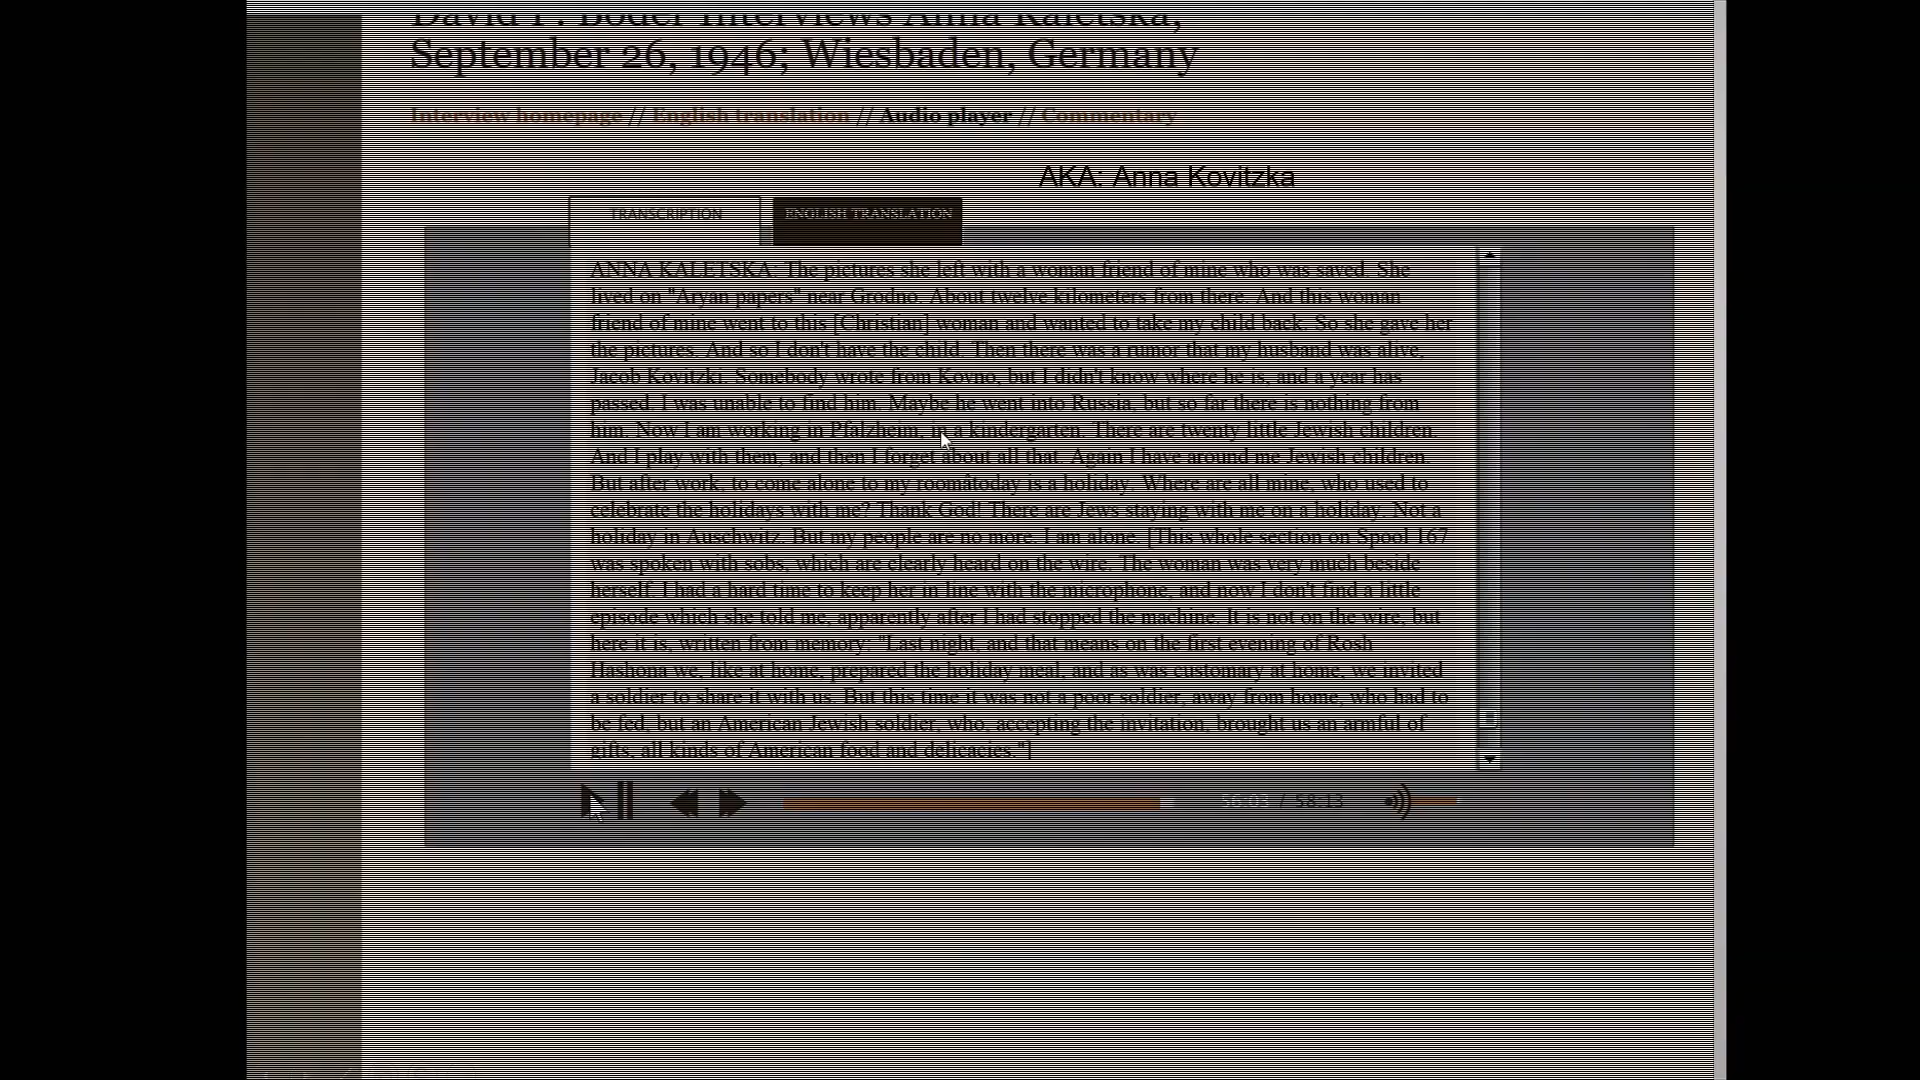 David P. Boder Interviews Anna Kaletska;
September 26, 1946; Wiesbaden, Germany
Interview homepage // English translation // Audio player // Commentary
AKA: Anna Kovitzka
TRANSCRIPTION
ENGLISH TRANSLATION
ANNA KALETSKA: The pictures she left with a woman friend of mine who was saved. She
lived on "Aryan papers" near Grodno. About twelve kilometers from there. And this woman
friend of mine went to this [Christian] woman and wanted to take my child back. So she gave her
the pictures. And so I don't have the child. Then there was a rumor that my husband was alive,
Jacob Kovitzki. Somebody wrote from Kovno, but I didn't know where he is, and a year has
passed. I was unable to find him. Maybe he went into Russia, but so far there is nothing from
him. Now I am working in Pfalzheim, in a kindergarten. There are twenty little Jewish children.
And I play with them, and then I forget about all that. Again I have around me Jewish children.
But after work, to come alone to my roomâtoday is a holiday. Where are all mine, who used to
celebrate the holidays with me? Thank God! There are Jews staying with me on a holiday. Not a
holiday in Auschwitz. But my people are no more. I am alone. [This whole section on Spool 167
was spoken with sobs, which are clearly heard on the wire. The woman was very much beside
herself. I had a hard time to keep her in line with the microphone, and now I don't find a little
episode which she told me, apparently after I had stopped the machine. It is not on the wire, but
here it is, written from memory: "Last night, and that means on the first evening of Rosh
Hashona we, like at home, prepared the holiday meal, and as was customary at home, we invited
a soldier to share it with us. But this time it was not a poor soldier, away from home, who had to
be fed, but an American Jewish soldier, who, accepting the invitation, brought us an armful of
gifts, all kinds of American food and delicacies."]
56:03 / 58:13